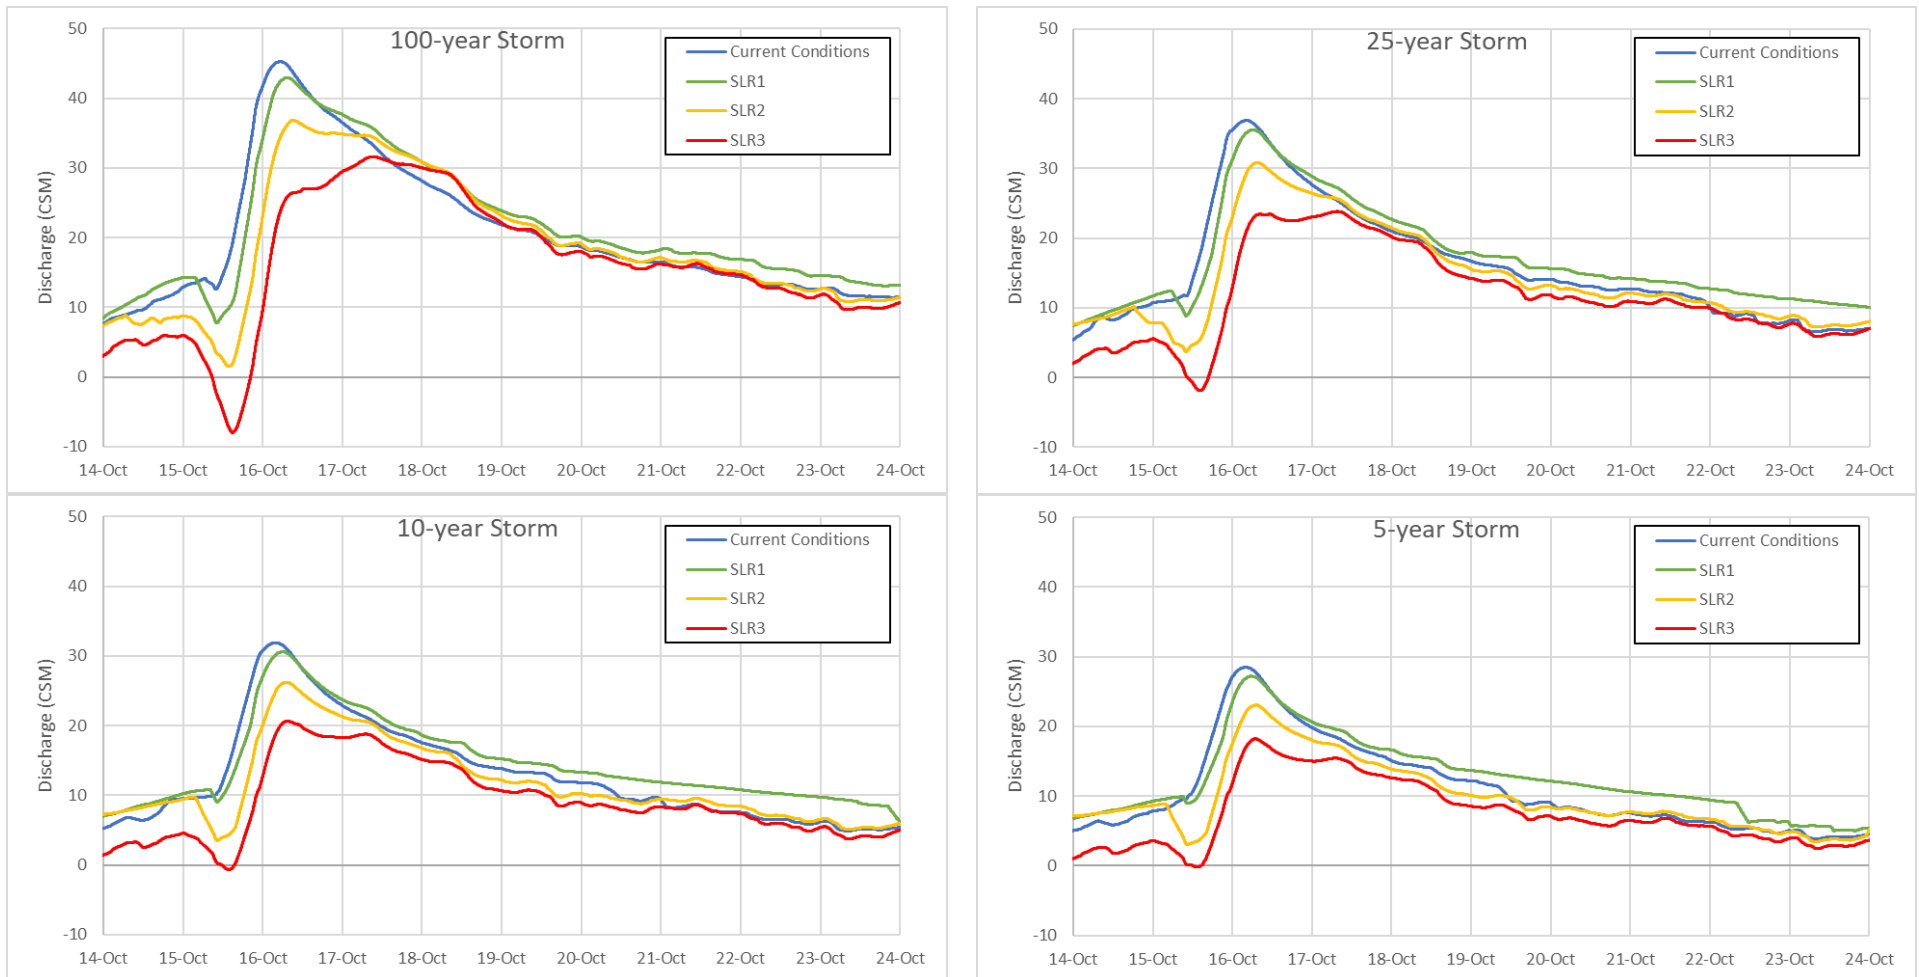 100-year Storm
Current Conditions
SLR1
SLR2
SLR3
Discharge (CSM)
50
40
30
20
10
0
-10
14-Oct 15-Oct 16-Oct 17-Oct 18-Oct 19-Oct 20-Oct 21-Oct 22-Oct 23-Oct 24-Oct
25-year Storm
Current Conditions
SLR1
SLR2
SLR3
Discharge (CSM)
50
40
30
20
10
0
-10
14-Oct 15-Oct 16-Oct 17-Oct 18-Oct 19-Oct 20-Oct 21-Oct 22-Oct 23-Oct 24-Oct
10-year Storm
Current Conditions
SLR1
SLR2
SLR3
Discharge (CSM)
50
40
30
20
10
0
-10
14-Oct 15-Oct 16-Oct 17-Oct 18-Oct 19-Oct 20-Oct 21-Oct 22-Oct 23-Oct 24-Oct
5-year Storm
Current Conditions
SLR1
SLR2
SLR3
Discharge (CSM)
50
40
30
20
10
0
-10
14-Oct 15-Oct 16-Oct 17-Oct 18-Oct 19-Oct 20-Oct 21-Oct 22-Oct 23-Oct 24-Oct